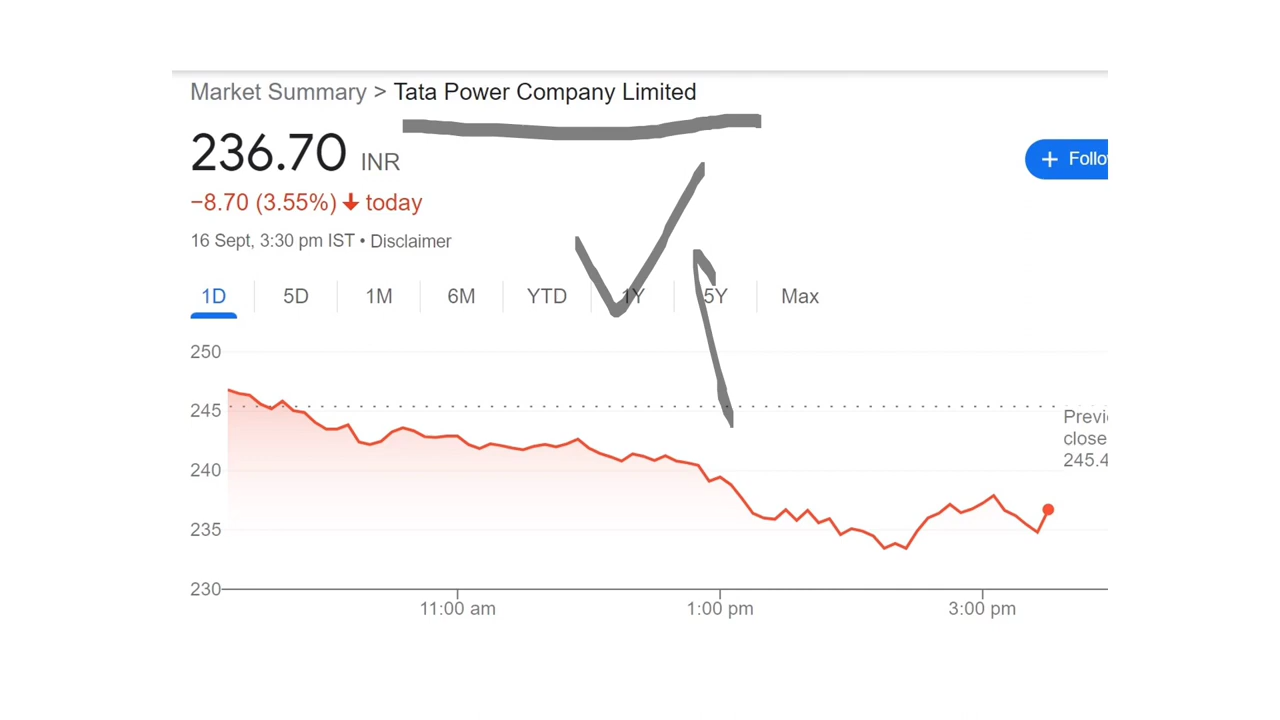 Market Summary > Tata Power Company Limited
236.70 INR
+ Follo
−8.70 (3.55%) ↓ today
16 Sept, 3:30 pm IST • Disclaimer
1D 5D 1M 6M YTD 1Y 5Y Max
250
245
Previ
close
245.4
240
235
230
11:00 am 1:00 pm 3:00 pm